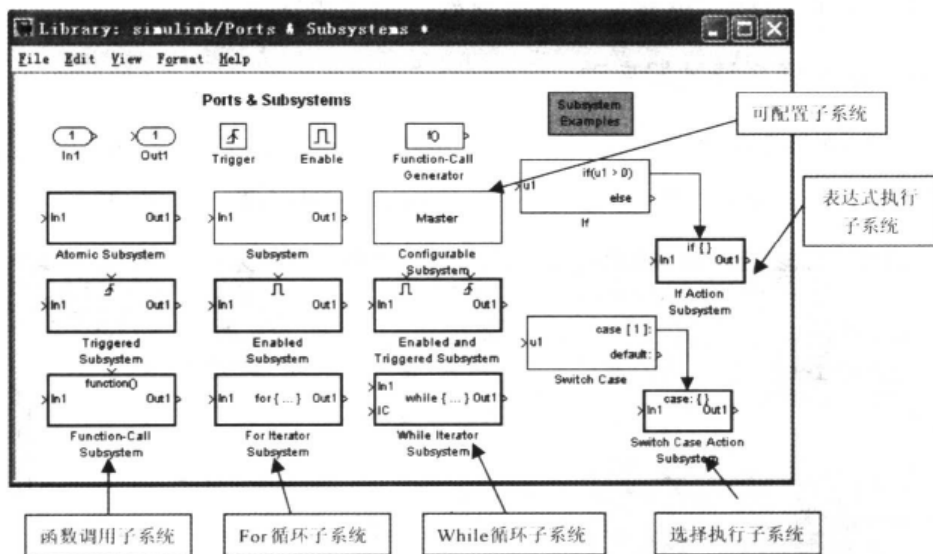 Library: simulink/Ports & Subsystems *
File Edit View Format Help
Ports & Subsystems
Subsystem
Examples
可配置子系统
1
In1
1
Out1
Trigger
Enable
f()
Function-Call
Generator
u1
if(u1 > 0)
else
If
表达式执行
子系统
In1 Out1
Atomic Subsystem
In1 Out1
Subsystem
Master
Configurable
Subsystem
if { }
In1 Out1
If Action
Subsystem
In1 Out1
Triggered
Subsystem
In1 Out1
Enabled
Subsystem
In1 Out1
Enabled and
Triggered Subsystem
u1
case [ 1 ]:
default:
Switch Case
function()
In1 Out1
Function-Call
Subsystem
In1 for { ... } Out1
For Iterator
Subsystem
In1
IC
while { ... } Out1
While Iterator
Subsystem
case: { }
In1 Out1
Switch Case Action
Subsystem
函数调用子系统
For循环子系统
While循环子系统
选择执行子系统